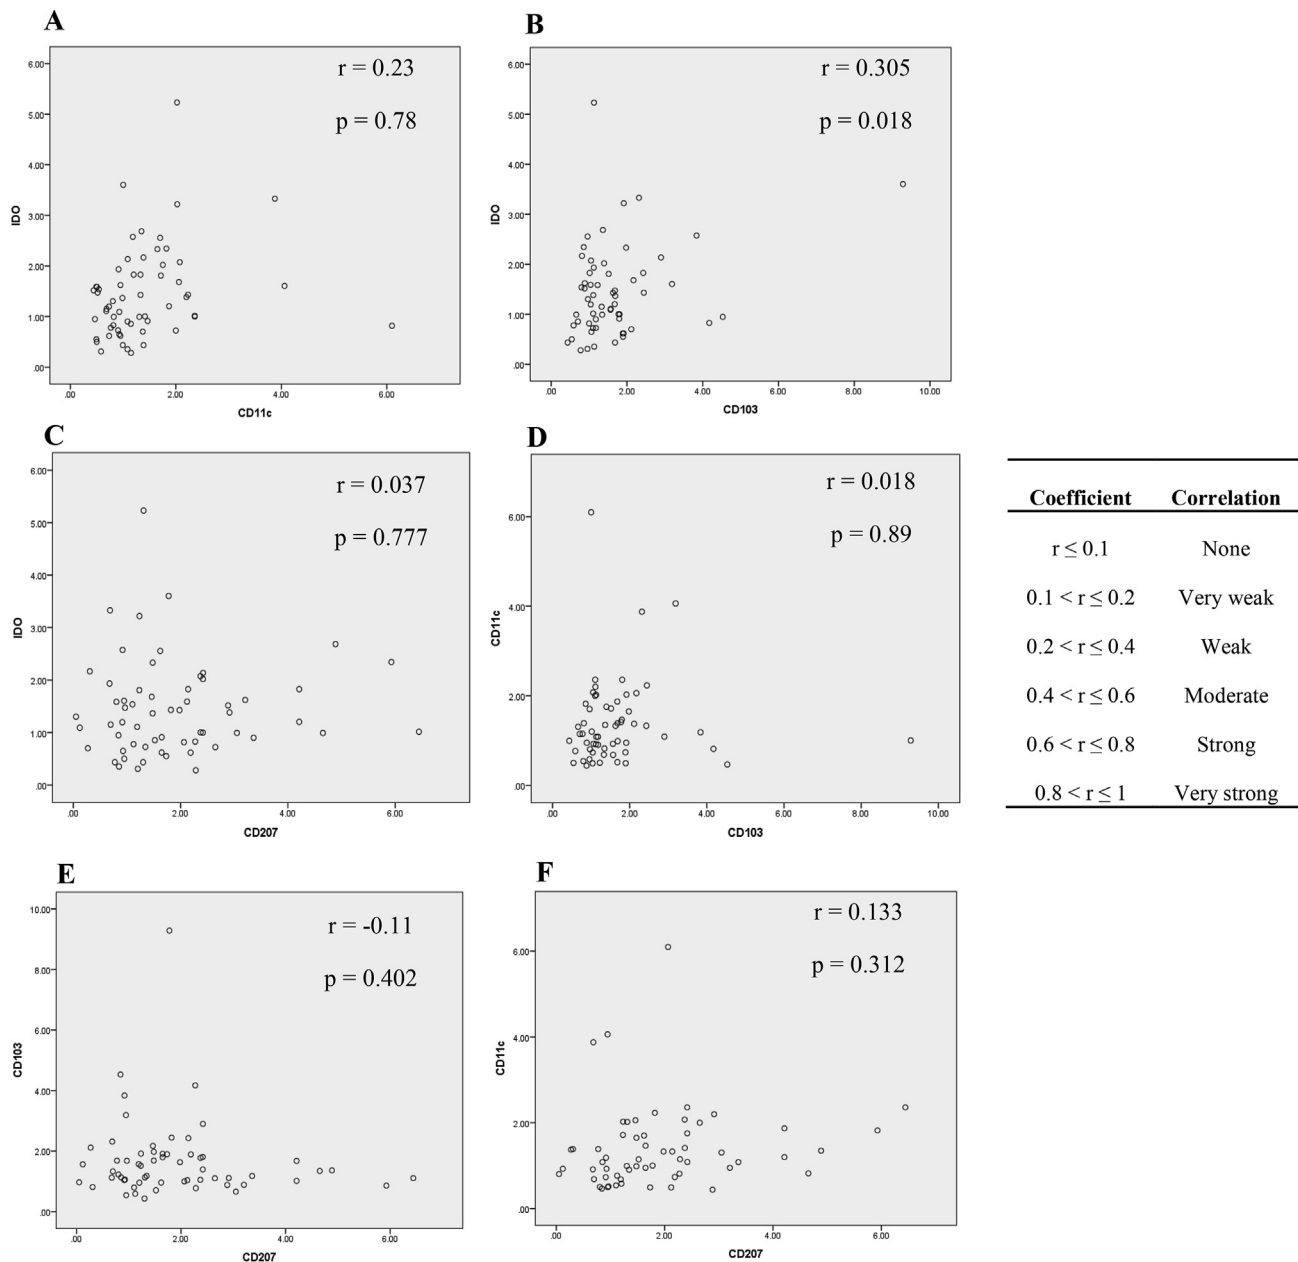 A
r = 0.23
p = 0.78
6.00
5.00
4.00
3.00
2.00
1.00
.00
IDO
.00 2.00 4.00 6.00
CD11c
B
r = 0.305
p = 0.018
6.00
5.00
4.00
3.00
2.00
1.00
.00
IDO
.00 2.00 4.00 6.00 8.00 10.00
CD103
C
r = 0.037
p = 0.777
6.00
5.00
4.00
3.00
2.00
1.00
.00
IDO
.00 2.00 4.00 6.00
CD207
D
r = 0.018
p = 0.89
6.00
4.00
2.00
.00
CD11c
.00 2.00 4.00 6.00 8.00 10.00
CD103
Coefficient Correlation
r ≤ 0.1 None
0.1 < r ≤ 0.2 Very weak
0.2 < r ≤ 0.4 Weak
0.4 < r ≤ 0.6 Moderate
0.6 < r ≤ 0.8 Strong
0.8 < r ≤ 1 Very strong
E
r = -0.11
p = 0.402
10.00
8.00
6.00
4.00
2.00
.00
CD103
.00 2.00 4.00 6.00
CD207
F
r = 0.133
p = 0.312
6.00
4.00
2.00
.00
CD11c
.00 2.00 4.00 6.00
CD207